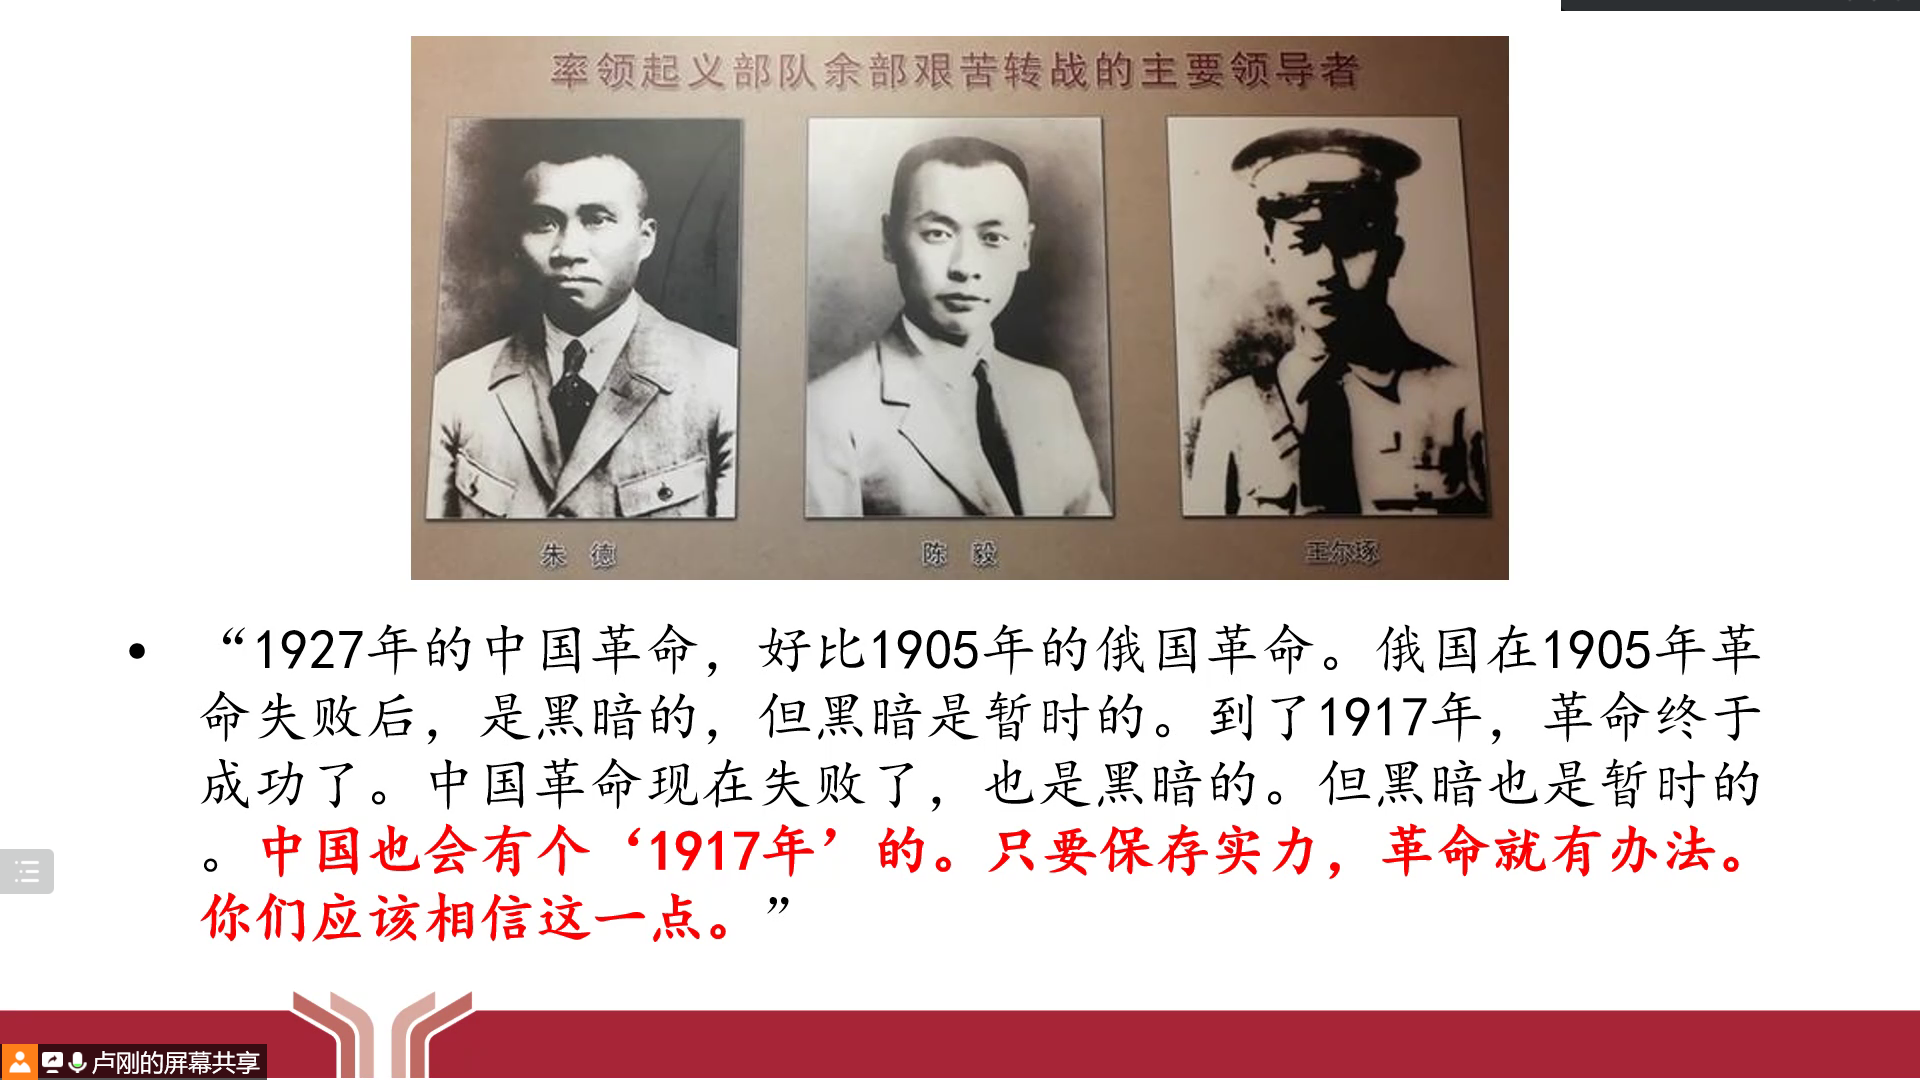 率领起义部队余部艰苦转战的主要领导者
朱 德
陈 毅
王尔琢
• “1927年的中国革命，好比1905年的俄国革命。俄国在1905年革
命失败后，是黑暗的，但黑暗是暂时的。到了1917年，革命终于
成功了。中国革命现在失败了，也是黑暗的。但黑暗也是暂时的
。中国也会有个‘1917年’的。只要保存实力，革命就有办法。
你们应该相信这一点。”
卢刚的屏幕共享